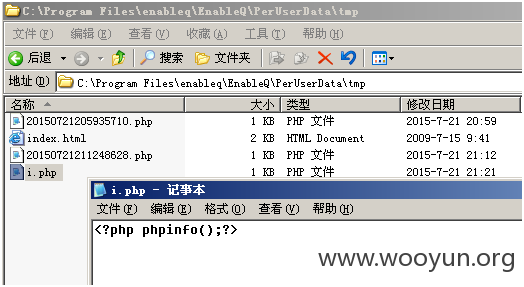 C:\Program Files\enableq\EnableQ\PerUserData\tmp
文件(F) 编辑(E) 查看(V) 收藏(A) 工具(T) 帮助(H)
后退 搜索 文件夹
地址(D) C:\Program Files\enableq\EnableQ\PerUserData\tmp
名称 大小 类型 修改日期
20150721205935710.php 1 KB PHP 文件 2015-7-21 20:59
index.html 2 KB HTML Document 2009-7-15 9:41
20150721211248628.php 1 KB PHP 文件 2015-7-21 21:12
i.php 1 KB PHP 文件 2015-7-21 21:21
i.php - 记事本
文件(F) 编辑(E) 格式(O) 查看(V) 帮助(H)
<?php phpinfo();?>
www.wooyun.org